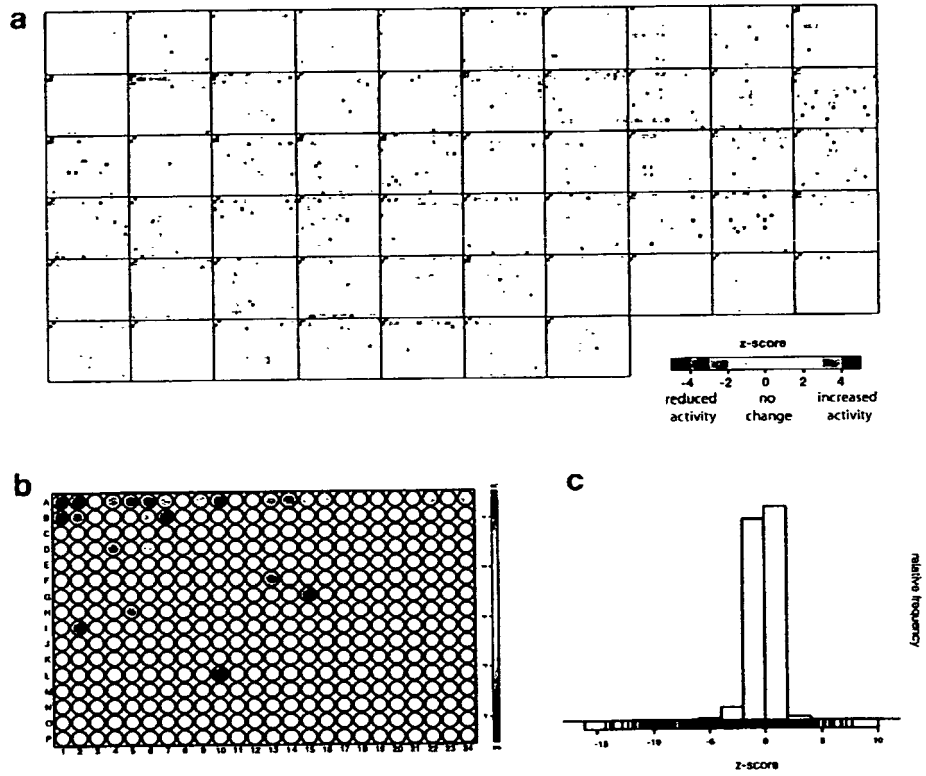 a
z-score
-4 -2 0 2 4
reduced no increased
activity change activity
b
c
A
B
C
D
E
F
G
H
I
J
K
L
N
O
P
1 2 3 4 5 6 7 8 9 10 11 12 13 14 15 16 17 18 19 20 21 22 23 24
relative frequency
-5 0 5 10
z-score